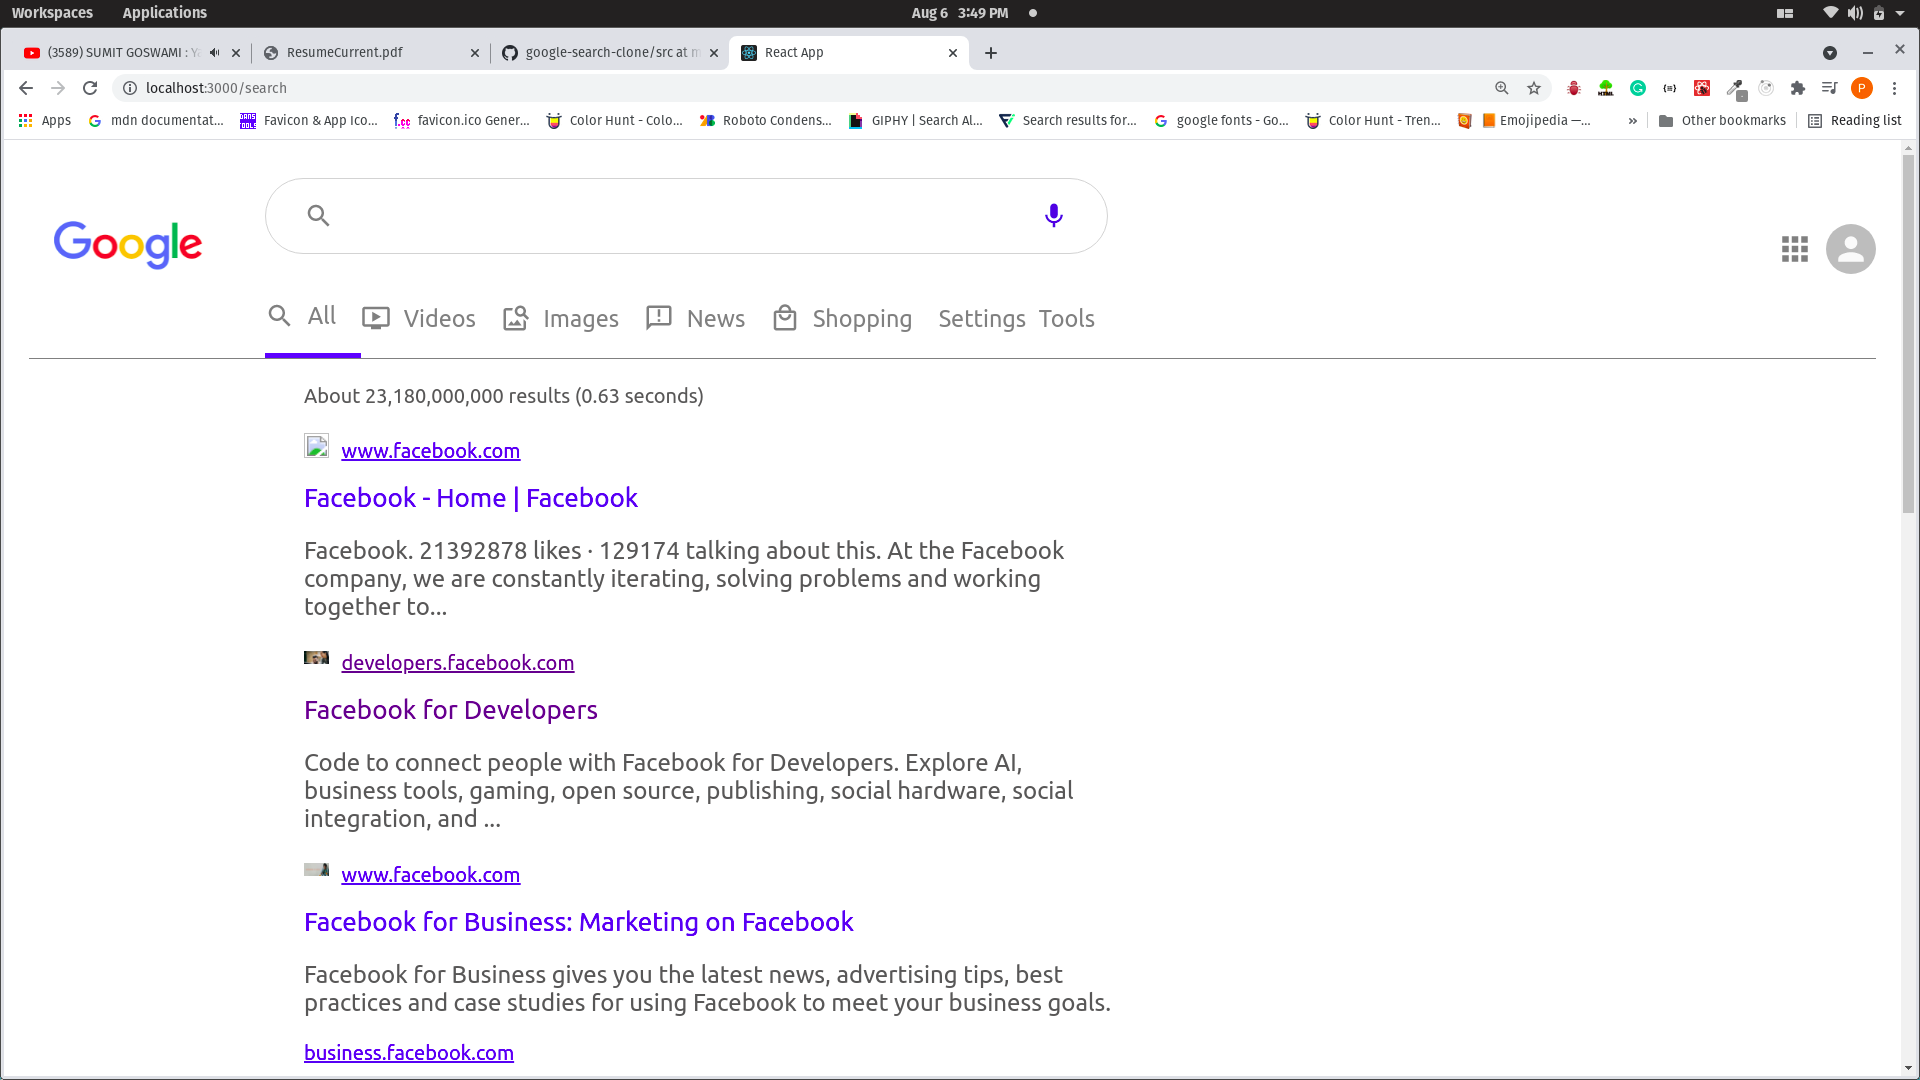 Workspaces Applications Aug 6 3:49 PM
(3589) SUMIT GOSWAMI : ResumeCurrent.pdf google-search-clone/src at m React App
localhost:3000/search P
Apps mdn documentat... Favicon & App Ico... favicon.ico Gener... Color Hunt - Colo... Roboto Condens... GIPHY | Search Al... Search results for... google fonts - Go... Color Hunt - Tren... Emojipedia —... » Other bookmarks Reading list
Google
All Videos Images News Shopping Settings Tools
About 23,180,000,000 results (0.63 seconds)
www.facebook.com
Facebook - Home | Facebook
Facebook. 21392878 likes · 129174 talking about this. At the Facebook
company, we are constantly iterating, solving problems and working
together to...
developers.facebook.com
Facebook for Developers
Code to connect people with Facebook for Developers. Explore AI,
business tools, gaming, open source, publishing, social hardware, social
integration, and ...
www.facebook.com
Facebook for Business: Marketing on Facebook
Facebook for Business gives you the latest news, advertising tips, best
practices and case studies for using Facebook to meet your business goals.
business.facebook.com